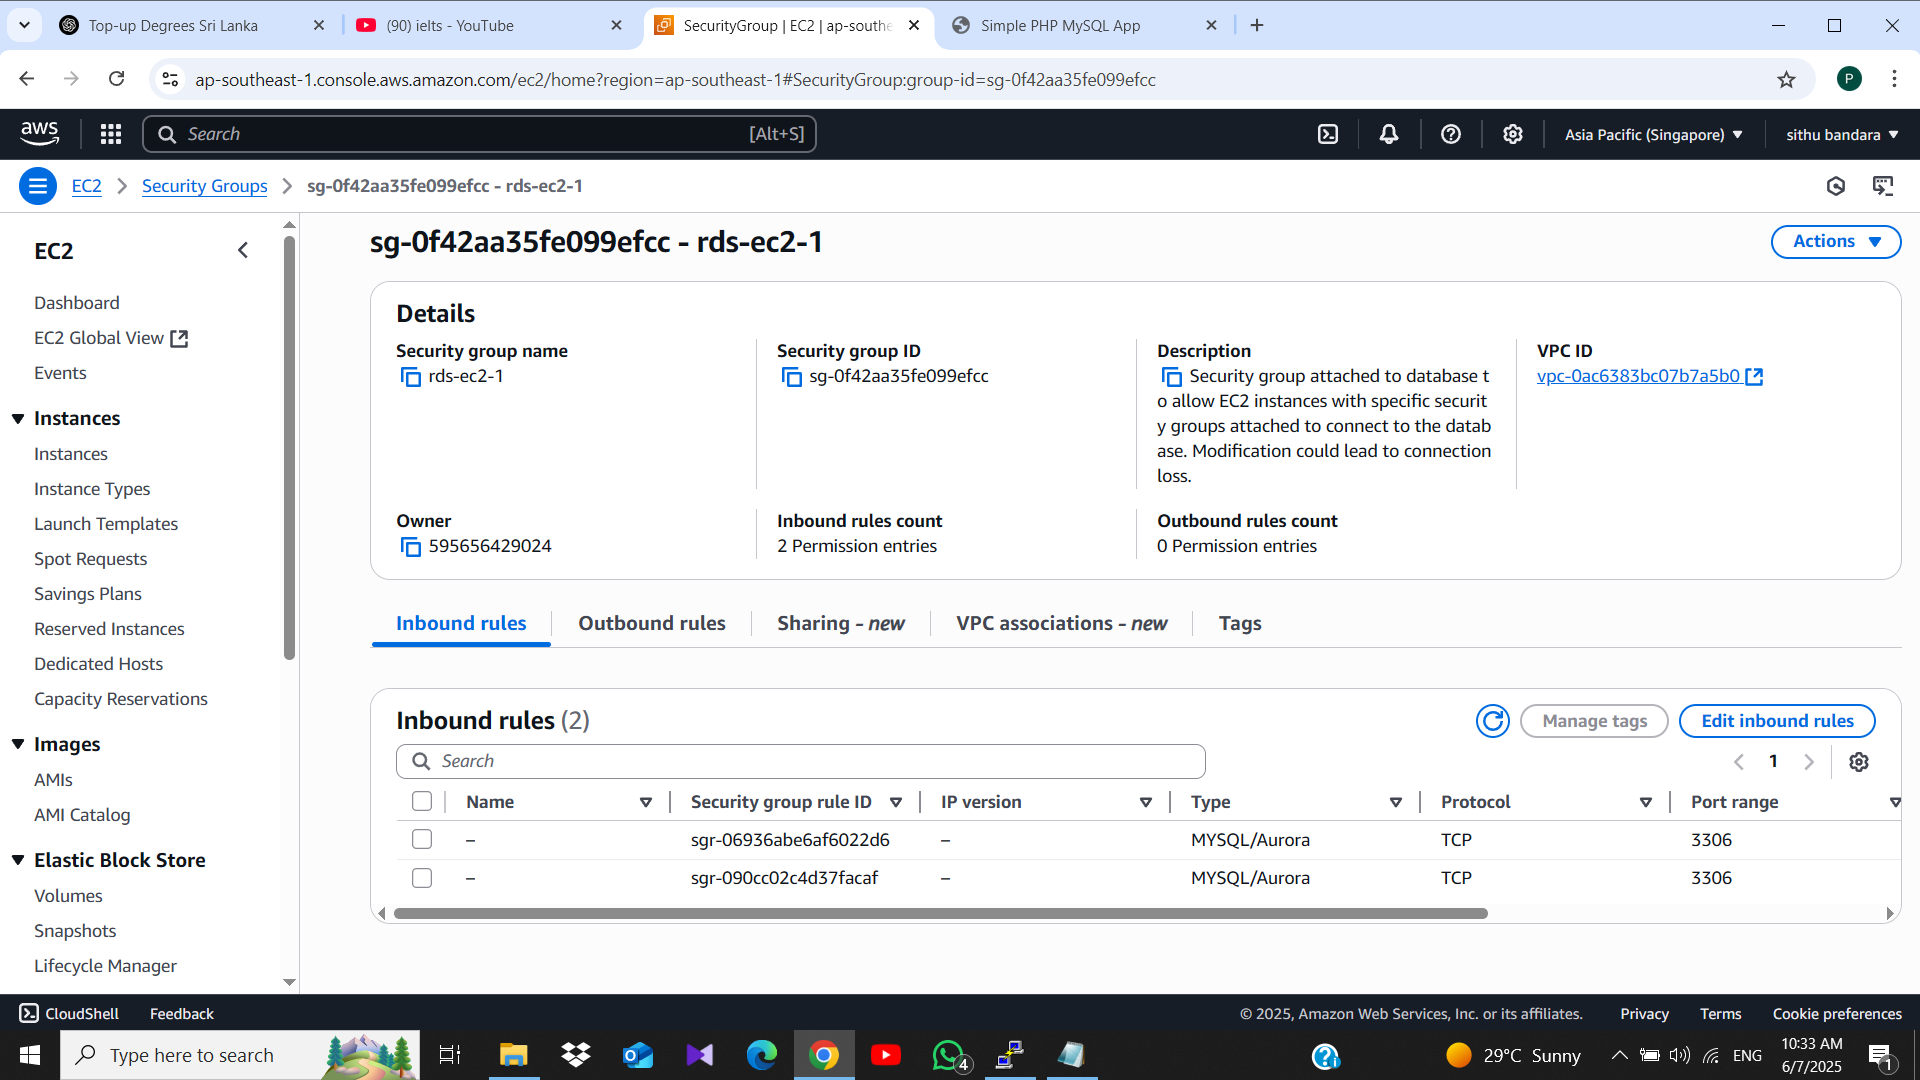 Top-up Degrees Sri Lanka
(90) ielts - YouTube
SecurityGroup | EC2 | ap-southe
Simple PHP MySQL App
ap-southeast-1.console.aws.amazon.com/ec2/home?region=ap-southeast-1#SecurityGroup:group-id=sg-0f42aa35fe099efcc
P
aws
Search
[Alt+S]
Asia Pacific (Singapore)
sithu bandara
EC2
Security Groups
sg-0f42aa35fe099efcc - rds-ec2-1
EC2
Dashboard
EC2 Global View
Events
Instances
Instances
Instance Types
Launch Templates
Spot Requests
Savings Plans
Reserved Instances
Dedicated Hosts
Capacity Reservations
Images
AMIs
AMI Catalog
Elastic Block Store
Volumes
Snapshots
Lifecycle Manager
sg-0f42aa35fe099efcc - rds-ec2-1
Actions
Details
Security group name
rds-ec2-1
Security group ID
sg-0f42aa35fe099efcc
Description
Security group attached to database t
o allow EC2 instances with specific securit
y groups attached to connect to the datab
ase. Modification could lead to connection
loss.
VPC ID
vpc-0ac6383bc07b7a5b0
Owner
595656429024
Inbound rules count
2 Permission entries
Outbound rules count
0 Permission entries
Inbound rules
Outbound rules
Sharing - new
VPC associations - new
Tags
Inbound rules (2)
Manage tags
Edit inbound rules
Search
1
Name Security group rule ID IP version Type Protocol Port range
– sgr-06936abe6af6022d6 – MYSQL/Aurora TCP 3306
– sgr-090cc02c4d37facaf – MYSQL/Aurora TCP 3306
CloudShell
Feedback
© 2025, Amazon Web Services, Inc. or its affiliates.
Privacy
Terms
Cookie preferences
Type here to search
4
29°C Sunny
ENG
10:33 AM
6/7/2025
1